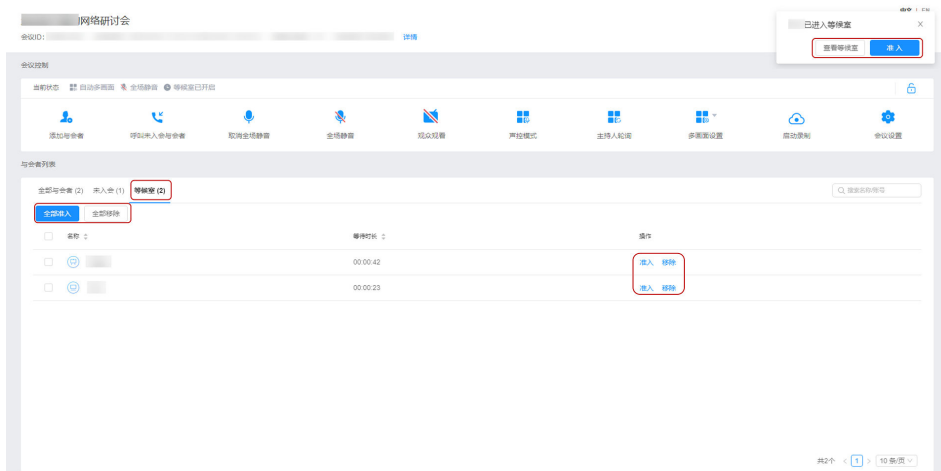 中文 | EN
网络研讨会
会议ID:
详情
已进入等候室
查看等候室 准 入
会议控制
当前状态 自动多画面 全场静音 等候室已开启
添加与会者 呼叫未入会与会者 取消全场静音 全场静音 观众观看 声控模式 主持人轮询 多画面设置 启动录制 会议设置
与会者列表
全部与会者 (2) 未入会 (1) 等候室 (2)
搜索名称/账号
全部准入 全部移除
名称 等待时长 操作
00:00:42 准入 移除
00:00:23 准入 移除
共2个 < 1 > 10 条/页